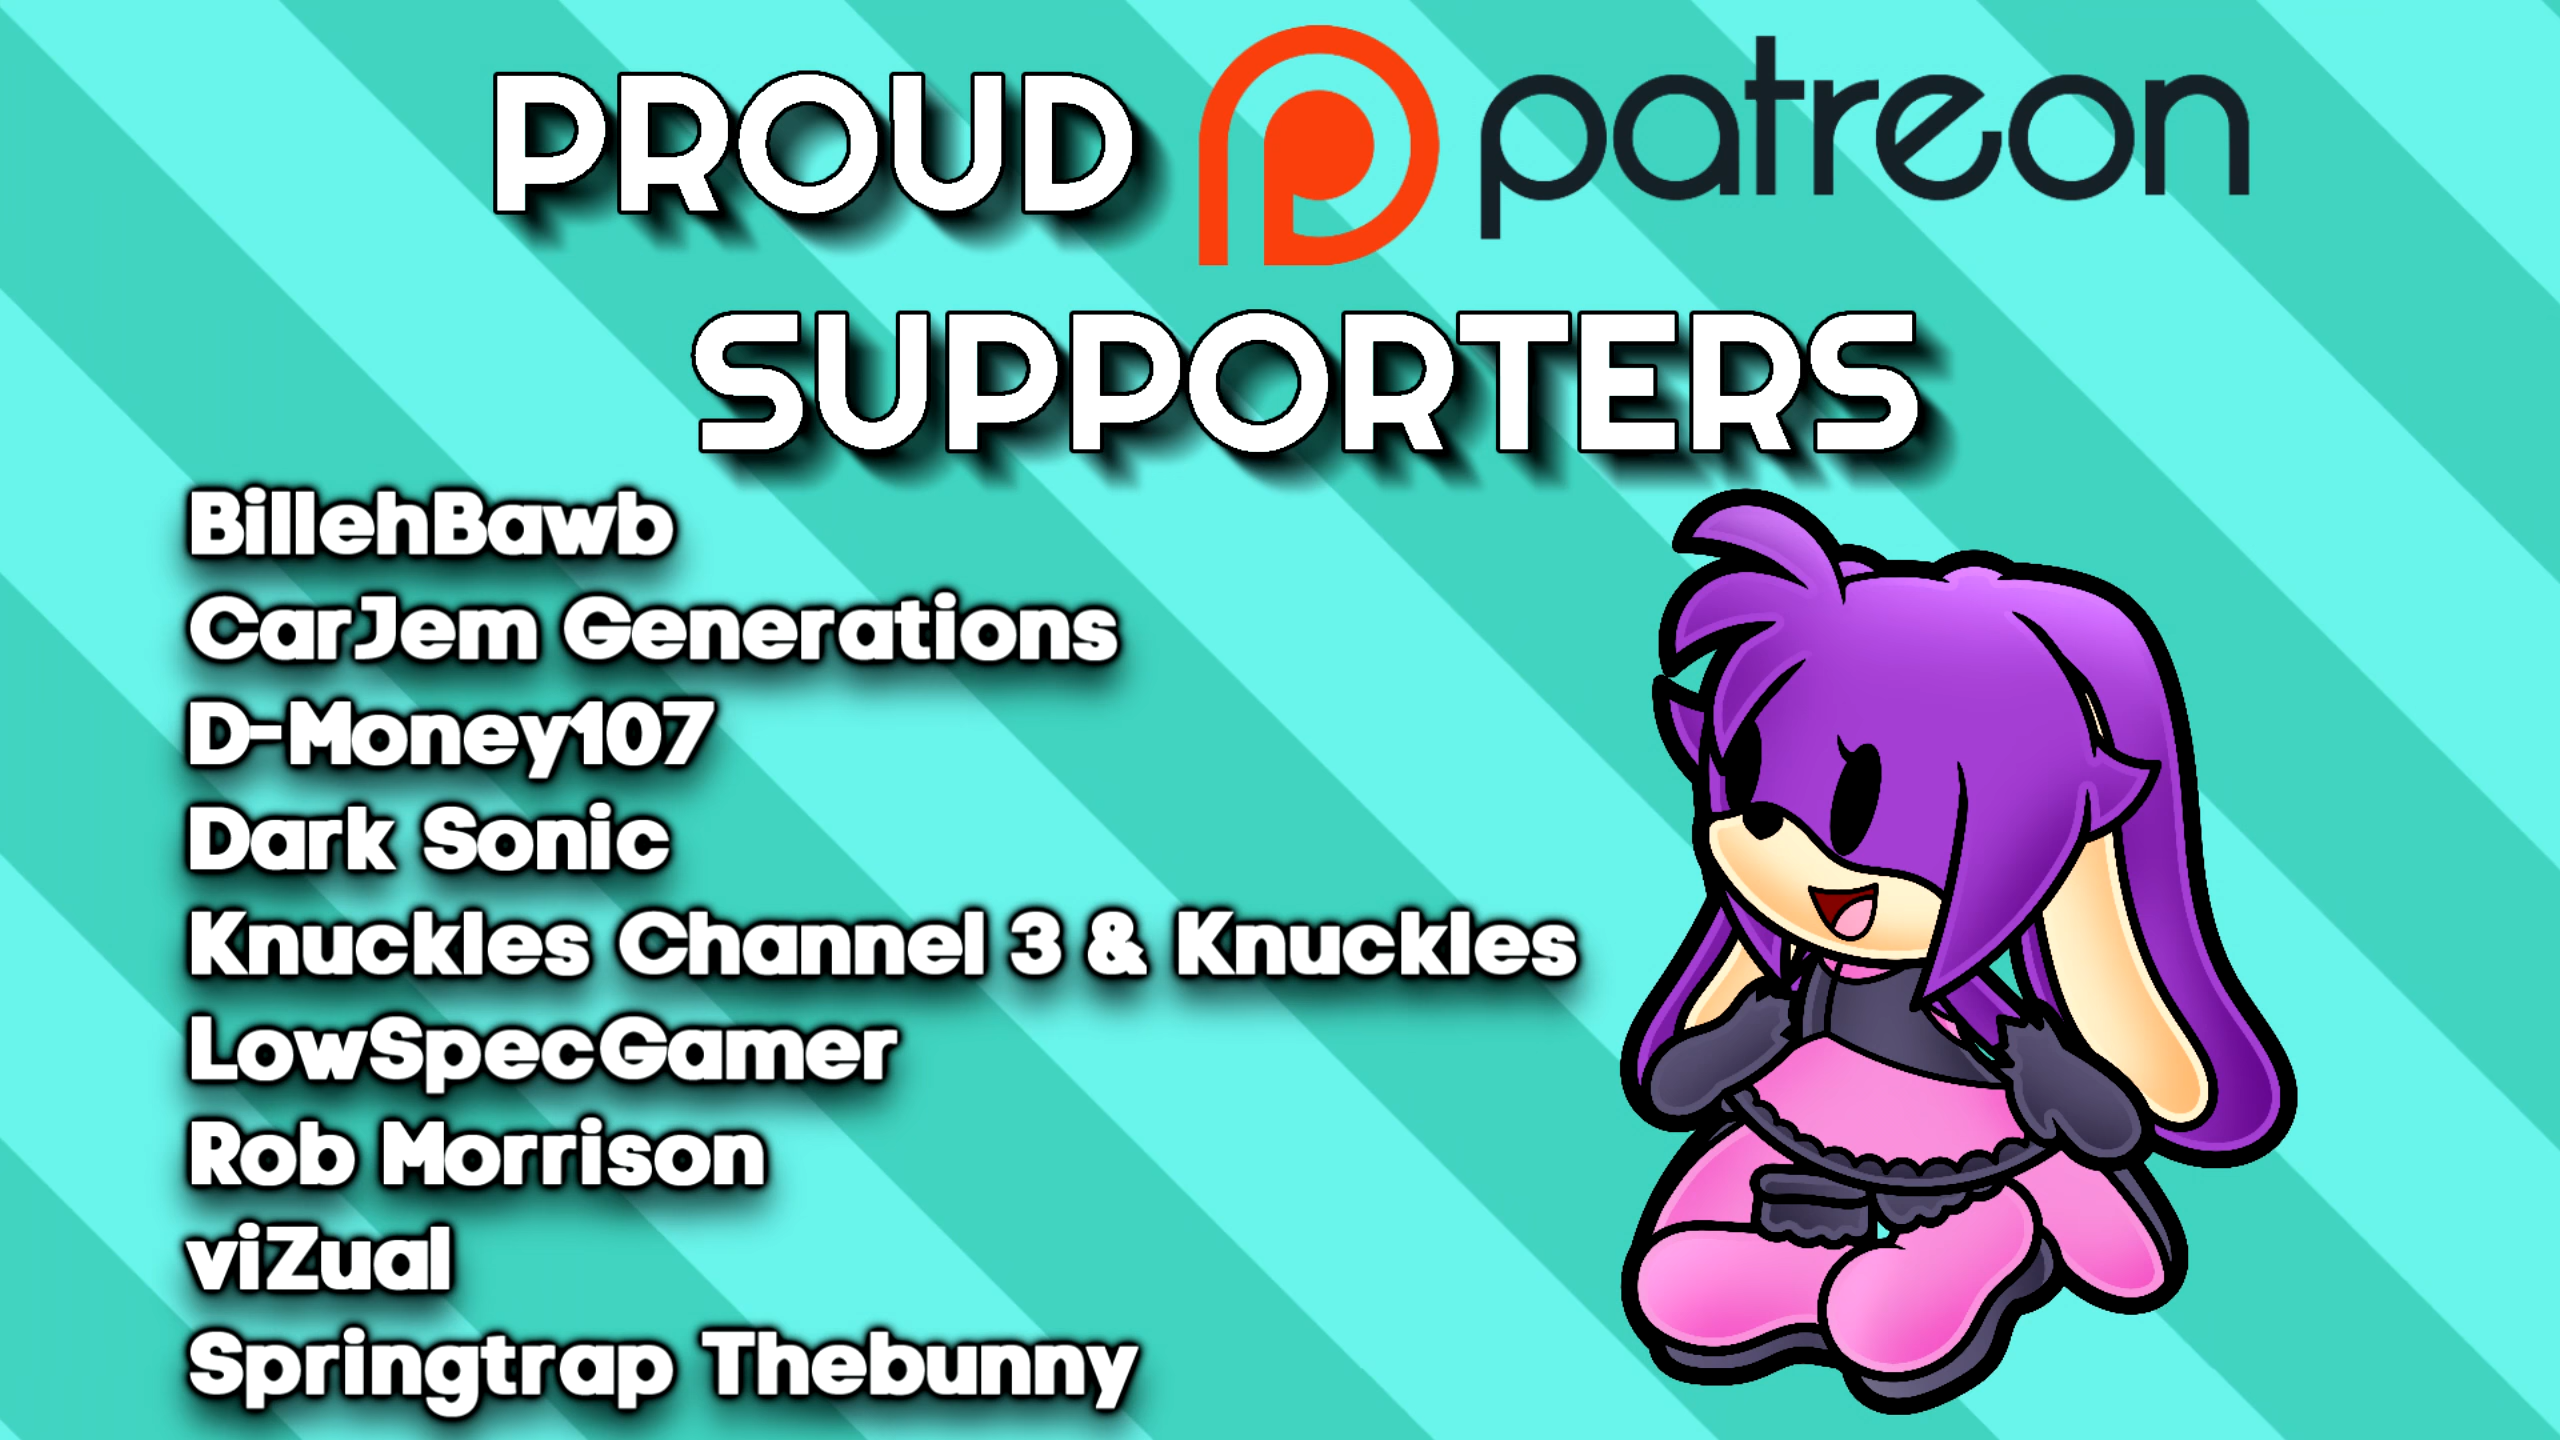 PROUD patreon
SUPPORTERS
BillehBawb
CarJem Generations
D-Money107
Dark Sonic
Knuckles Channel 3 & Knuckles
LowSpecGamer
Rob Morrison
viZual
Springtrap Thebunny